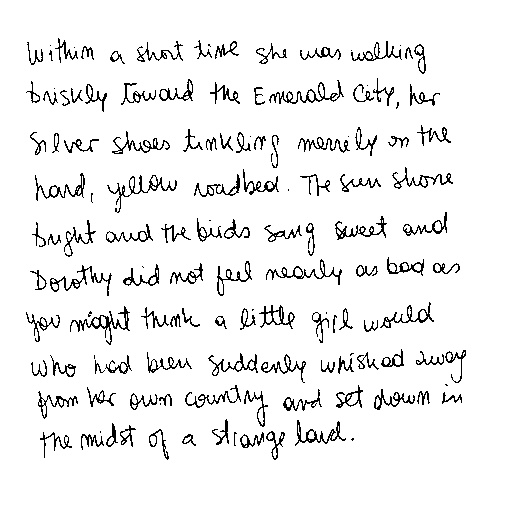 Within a short time she was walking
briskly toward the Emerald City, her
Silver Shoes tinkling merrily on the
hard, yellow roadbed. The sun shone
bright and the birds sang sweet and
Dorothy did not feel nearly as bad as
you might think a little girl would
who had been suddenly whisked away
from her own country and set down in
the midst of a strange land.